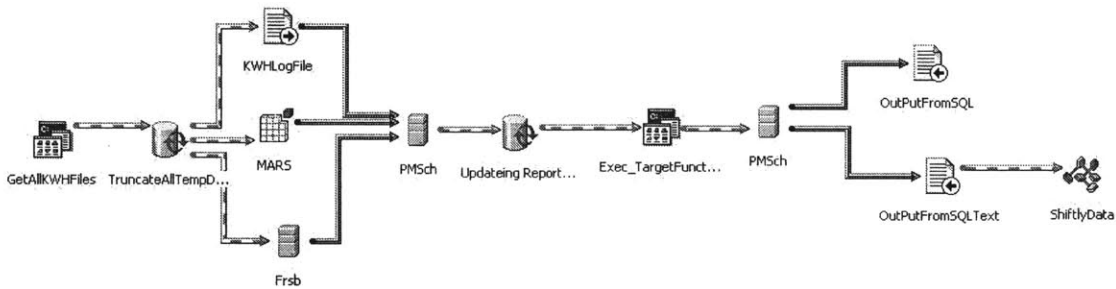 KWHLogFile
OutPutFromSQL
MARS
GetAllKWHFiles
TruncateAllTempD...
PMSch
Updateing Report...
Exec_TargetFunct...
PMSch
OutPutFromSQLText
ShiftlyData
Frsb